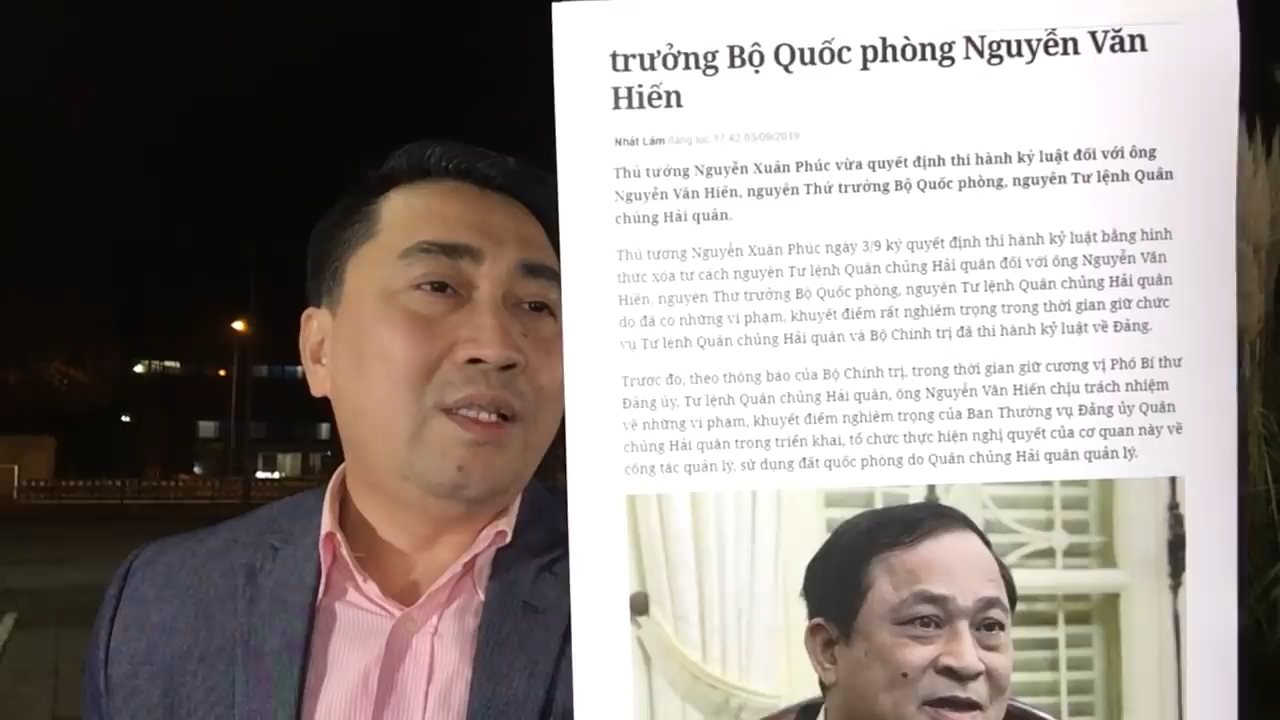 trưởng Bộ Quốc phòng Nguyễn Văn
Hiến
Nhật Lâm đăng lúc 17:42 03/09/2019
Thủ tướng Nguyễn Xuân Phúc vừa quyết định thi hành kỷ luật đối với ông
Nguyễn Văn Hiến, nguyên Thứ trưởng Bộ Quốc phòng, nguyên Tư lệnh Quân
chủng Hải quân.
Thủ tướng Nguyễn Xuân Phúc ngày 3/9 ký quyết định thi hành kỷ luật bằng hình
thức xóa tư cách nguyên Tư lệnh Quân chủng Hải quân đối với ông Nguyễn Văn
Hiến, nguyên Thứ trưởng Bộ Quốc phòng, nguyên Tư lệnh Quân chủng Hải quân
do đã có những vi phạm, khuyết điểm rất nghiêm trọng trong thời gian giữ chức
vụ Tư lệnh Quân chủng Hải quân và Bộ Chính trị đã thi hành kỷ luật về Đảng.
Trước đó, theo thông báo của Bộ Chính trị, trong thời gian giữ cương vị Phó Bí thư
Đảng ủy, Tư lệnh Quân chủng Hải quân, ông Nguyễn Văn Hiến chịu trách nhiệm
về những vi phạm, khuyết điểm nghiêm trọng của Ban Thường vụ Đảng ủy Quân
chủng Hải quân trong triển khai, tổ chức thực hiện nghị quyết của cơ quan này về
công tác quản lý, sử dụng đất quốc phòng do Quân chủng Hải quân quản lý.